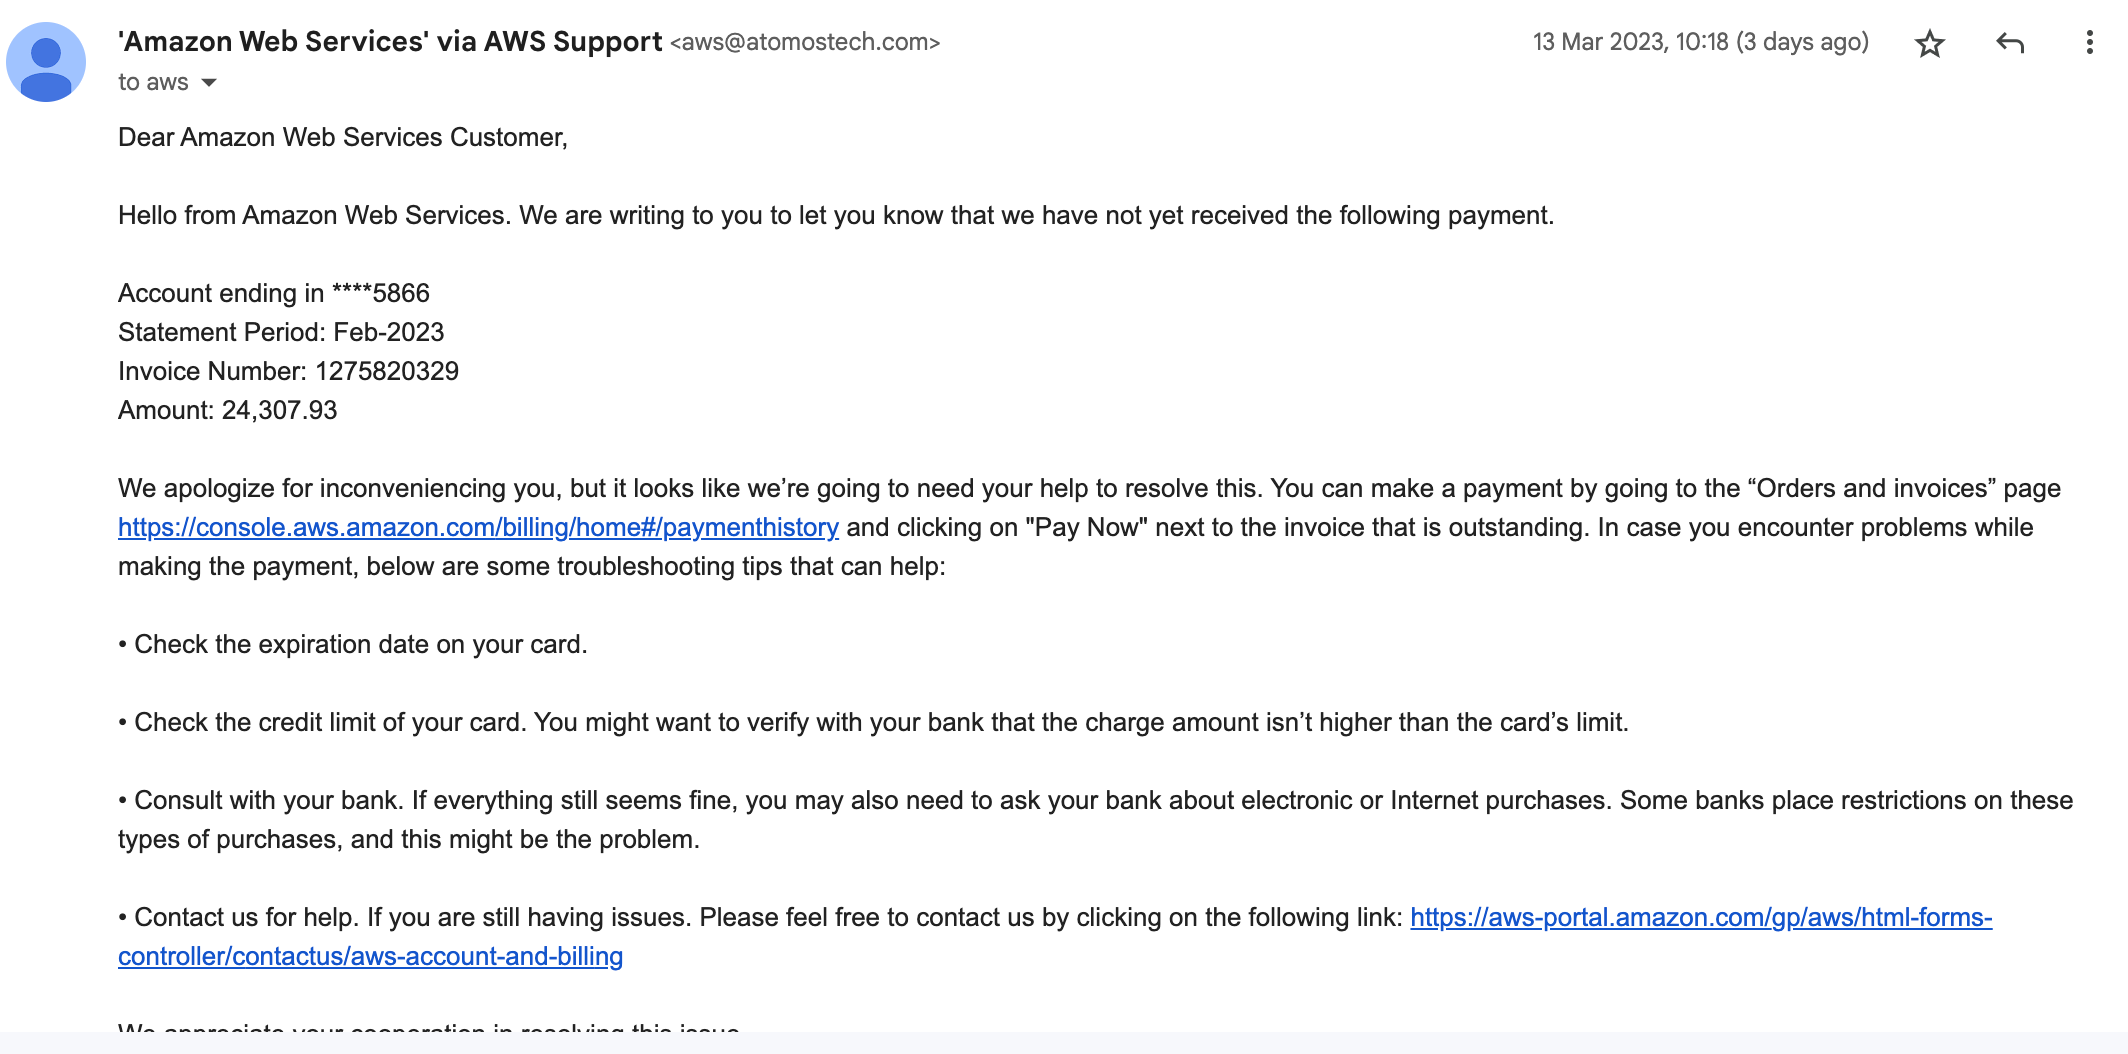 'Amazon Web Services' via AWS Support <aws@atomostech.com>
13 Mar 2023, 10:18 (3 days ago)
to aws
Dear Amazon Web Services Customer,
Hello from Amazon Web Services. We are writing to you to let you know that we have not yet received the following payment.
Account ending in ****5866
Statement Period: Feb-2023
Invoice Number: 1275820329
Amount: 24,307.93
We apologize for inconveniencing you, but it looks like we’re going to need your help to resolve this. You can make a payment by going to the “Orders and invoices” page
https://console.aws.amazon.com/billing/home#/paymenthistory and clicking on "Pay Now" next to the invoice that is outstanding. In case you encounter problems while
making the payment, below are some troubleshooting tips that can help:
• Check the expiration date on your card.
• Check the credit limit of your card. You might want to verify with your bank that the charge amount isn’t higher than the card’s limit.
• Consult with your bank. If everything still seems fine, you may also need to ask your bank about electronic or Internet purchases. Some banks place restrictions on these
types of purchases, and this might be the problem.
• Contact us for help. If you are still having issues. Please feel free to contact us by clicking on the following link: https://aws-portal.amazon.com/gp/aws/html-forms-
controller/contactus/aws-account-and-billing
We appreciate your cooperation in resolving this issue